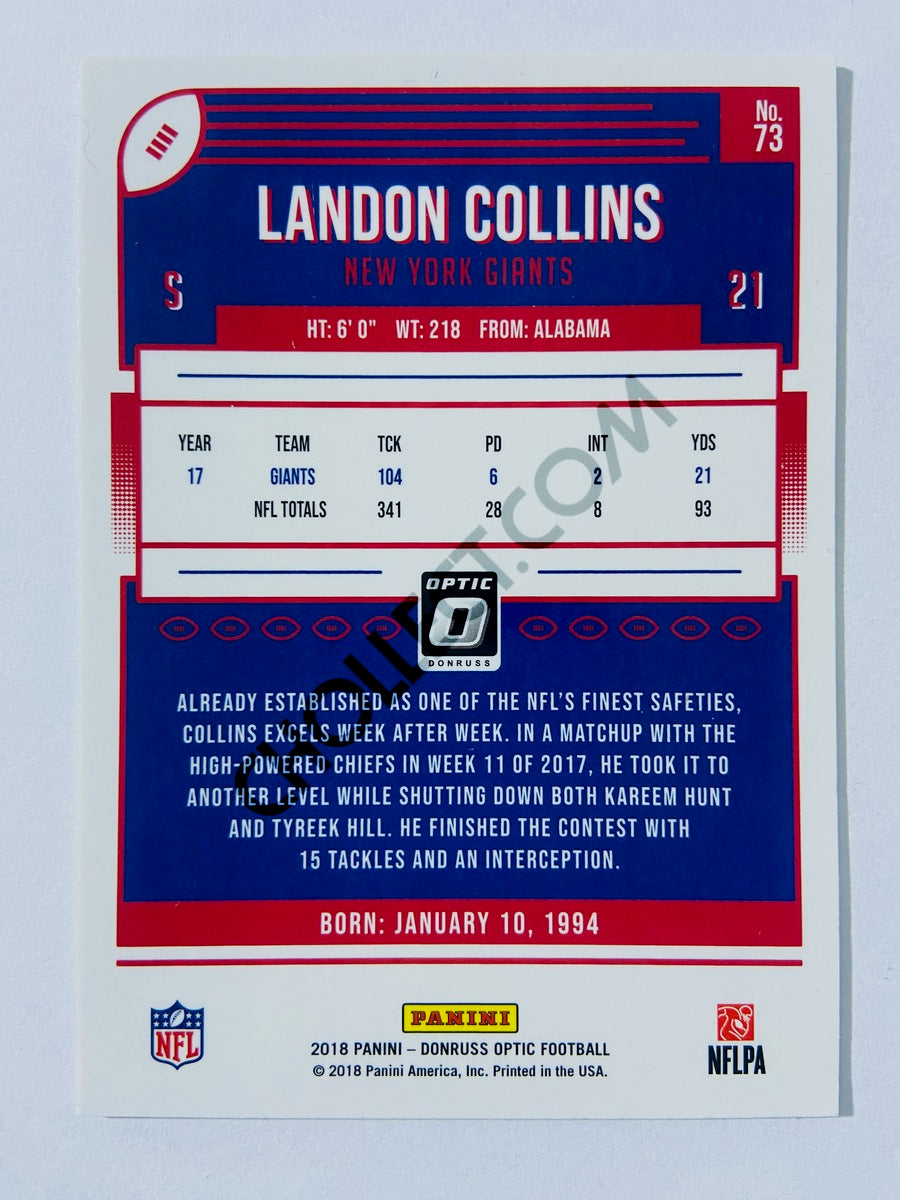 No.
73
LANDON COLLINS
NEW YORK GIANTS
S
21
HT: 6' 0" WT: 218 FROM: ALABAMA
YEAR TEAM TCK PD INT YDS
17 GIANTS 104 6 2 21
NFL TOTALS 341 28 8 93
OPTIC
DONRUSS
ALREADY ESTABLISHED AS ONE OF THE NFL'S FINEST SAFETIES,
COLLINS EXCELS WEEK AFTER WEEK. IN A MATCHUP WITH THE
HIGH-POWERED CHIEFS IN WEEK 11 OF 2017, HE TOOK IT TO
ANOTHER LEVEL WHILE SHUTTING DOWN BOTH KAREEM HUNT
AND TYREEK HILL. HE FINISHED THE CONTEST WITH
15 TACKLES AND AN INTERCEPTION.
BORN: JANUARY 10, 1994
NFL
PANINI
2018 PANINI – DONRUSS OPTIC FOOTBALL
© 2018 Panini America, Inc. Printed in the USA.
NFLPA
CHOLLECT.COM